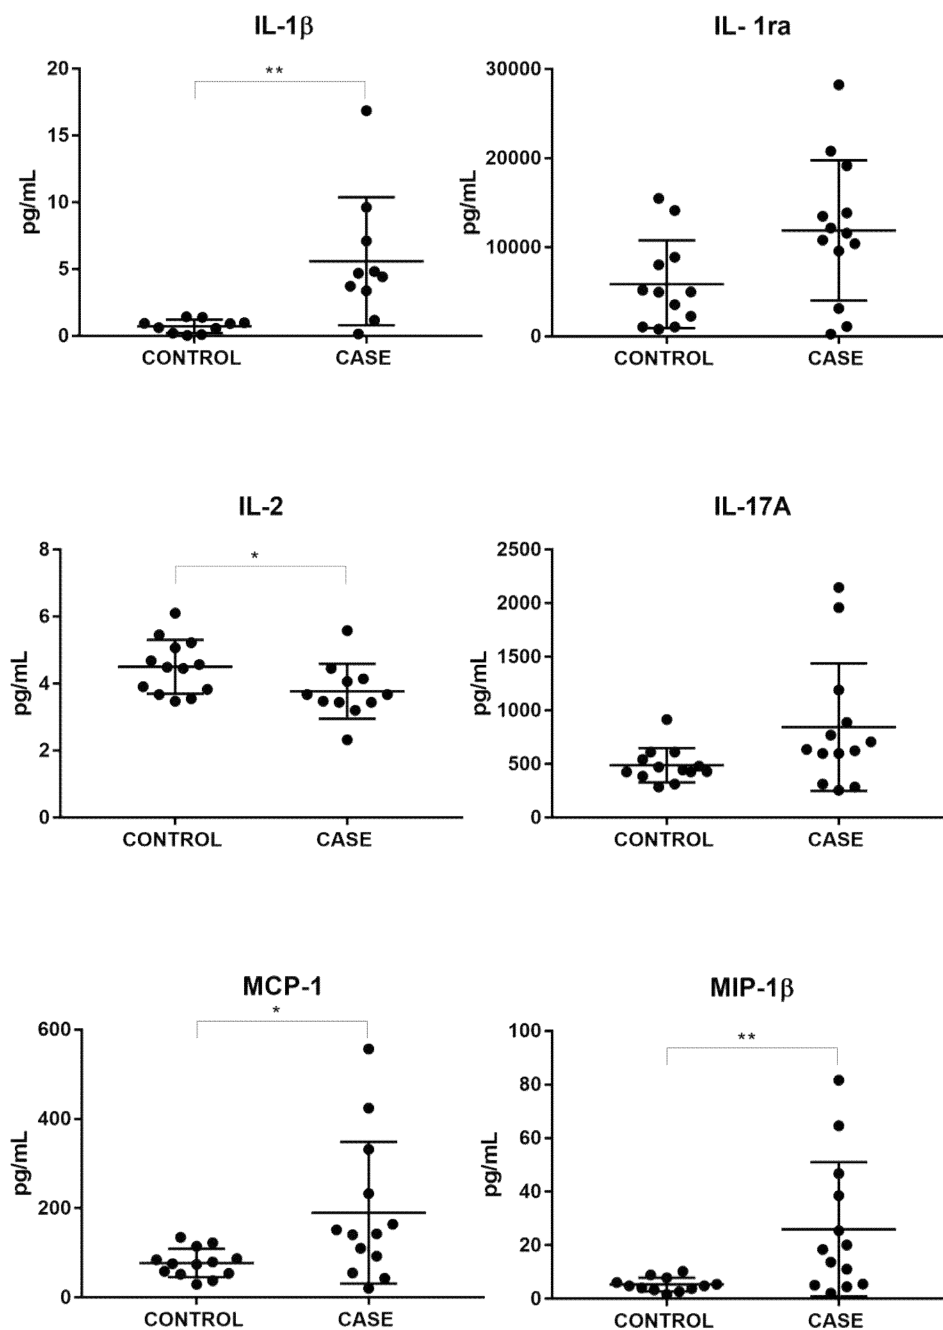 IL-1β
**
20
15
10
5
0
pg/mL
CONTROL CASE
IL- 1ra
30000
20000
10000
0
pg/mL
CONTROL CASE
IL-2
*
8
6
4
2
0
pg/mL
CONTROL CASE
IL-17A
2500
2000
1500
1000
500
0
pg/mL
CONTROL CASE
MCP-1
*
600
400
200
0
pg/mL
CONTROL CASE
MIP-1β
**
100
80
60
40
20
0
pg/mL
CONTROL CASE